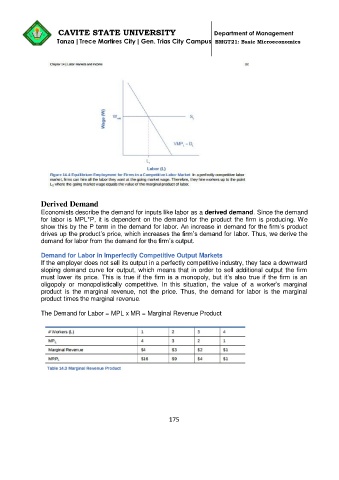 CAVITE STATE UNIVERSITY
Department of Management
Tanza | Trece Martires City | Gen. Trias City Campus
BMGT21: Basic Microeconomics
Chapter 14 | Labor Markets and Income
Wage (W)
S_L
VMP_L = D_L
L_1
Labor (L)
Figure 14.4 Equilibrium Employment for Firms in a Competitive Labor Market In a perfectly competitive labor
market, firms can hire all the labor they want at the going market wage. Therefore, they hire workers up to the point
L_1 where the going market wage equals the value of the marginal product of labor.
Derived Demand
Economists describe the demand for inputs like labor as a derived demand. Since the demand
for labor is MPL*P, it is dependent on the demand for the product the firm is producing. We
show this by the P term in the demand for labor. An increase in demand for the firm's product
drives up the product's price, which increases the firm's demand for labor. Thus, we derive the
demand for labor from the demand for the firm's output.
Demand for Labor in Imperfectly Competitive Output Markets
If the employer does not sell its output in a perfectly competitive industry, they face a downward
sloping demand curve for output, which means that in order to sell additional output the firm
must lower its price. This is true if the firm is a monopoly, but it's also true if the firm is an
oligopoly or monopolistically competitive. In this situation, the value of a worker's marginal
product is the marginal revenue, not the price. Thus, the demand for labor is the marginal
product times the marginal revenue.
The Demand for Labor = MPL x MR = Marginal Revenue Product
# Workers (L) 1 2 3 4
MP_L 4 3 2 1
Marginal Revenue $4 $3 $2 $1
MRP_L $16 $9 $4 $1
Table 14.3 Marginal Revenue Product
175